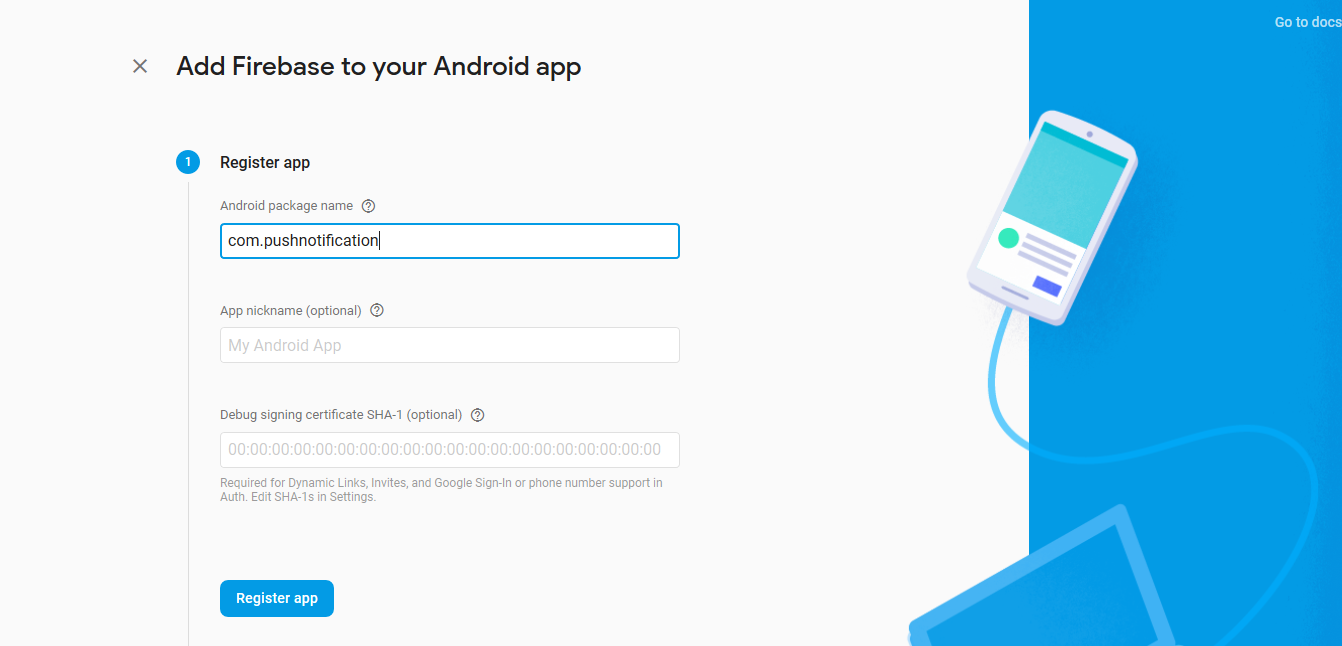 Go to docs
Add Firebase to your Android app
1 Register app
Android package name
com.pushnotification
App nickname (optional)
My Android App
Debug signing certificate SHA-1 (optional)
00:00:00:00:00:00:00:00:00:00:00:00:00:00:00:00:00:00:00:00
Required for Dynamic Links, Invites, and Google Sign-In or phone number support in
Auth. Edit SHA-1s in Settings.
Register app